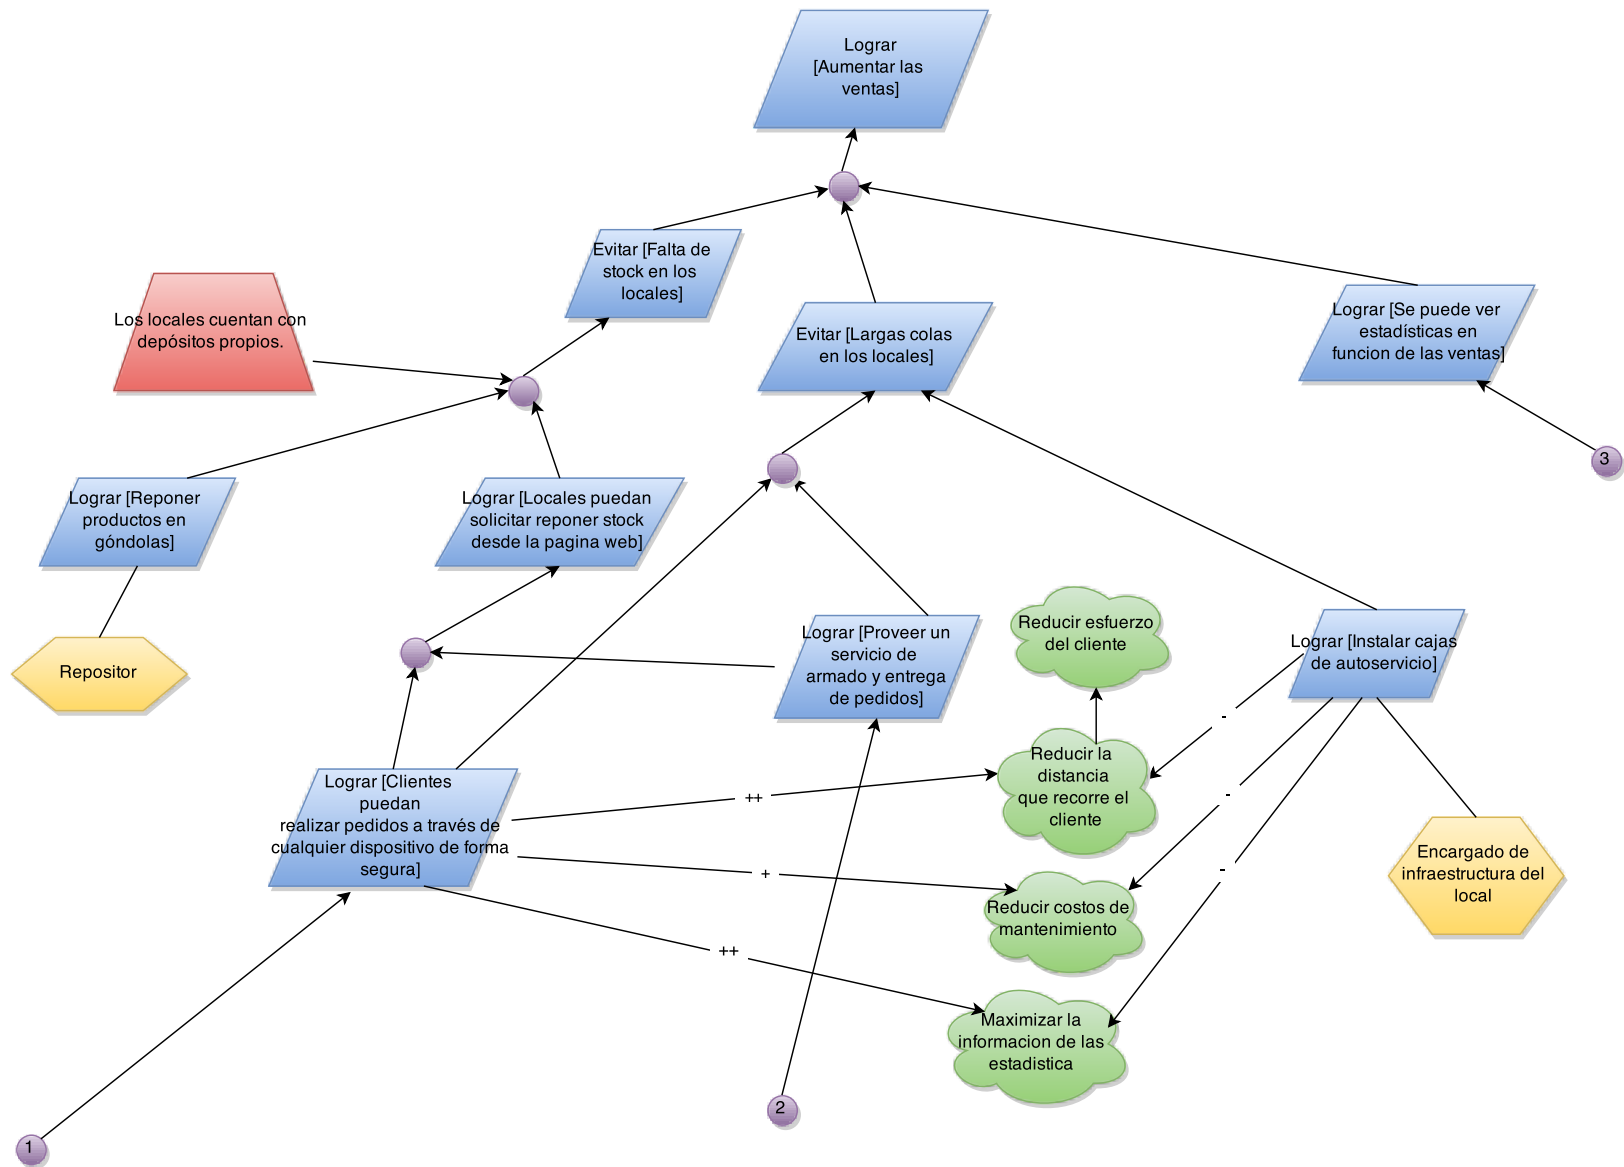 Lograr
[Aumentar las
ventas]
Evitar [Falta de
stock en los
locales]
Los locales cuentan con
depósitos propios.
Evitar [Largas colas
en los locales]
Lograr [Se puede ver
estadísticas en
funcion de las ventas]
3
Lograr [Reponer
productos en
góndolas]
Lograr [Locales puedan
solicitar reponer stock
desde la pagina web]
Repositor
Lograr [Proveer un
servicio de
armado y entrega
de pedidos]
Reducir esfuerzo
del cliente
Lograr [Instalar cajas
de autoservicio]
-
Reducir la
distancia
que recorre el
cliente
Lograr [Clientes
puedan
realizar pedidos a través de
cualquier dispositivo de forma
segura]
++
-
+
-
Encargado de
infraestructura del
local
Reducir costos de
mantenimiento
++
Maximizar la
informacion de las
estadistica
2
1